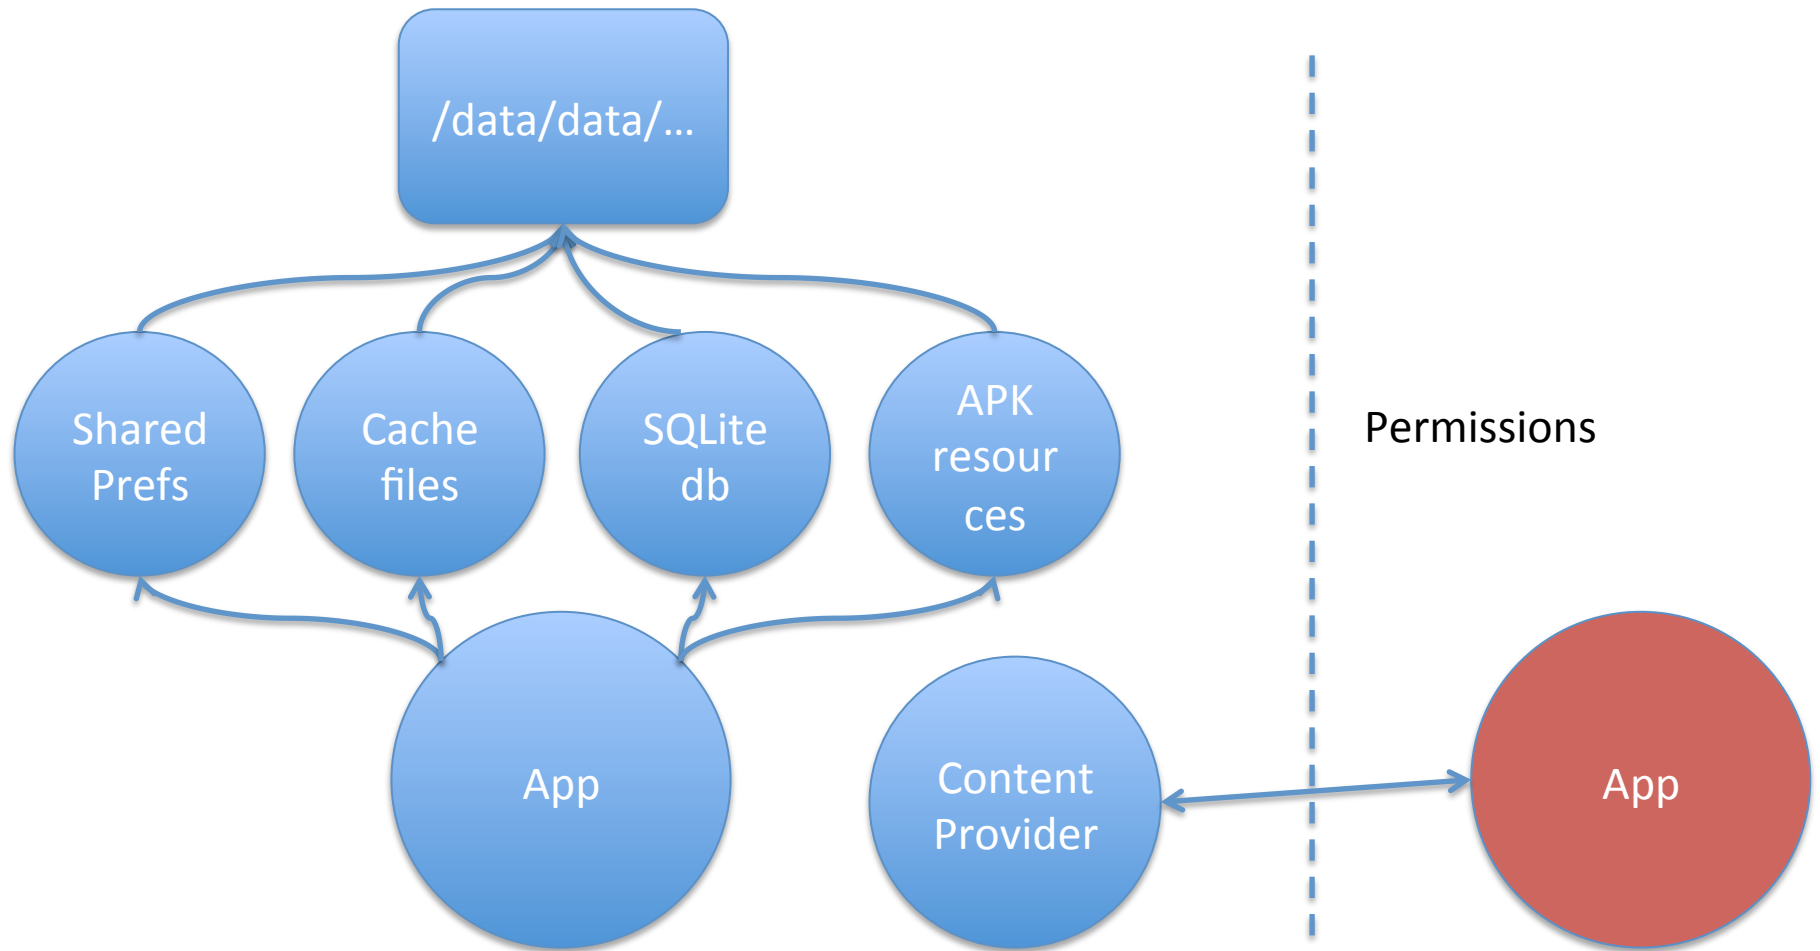 /data/data/...
Shared
Prefs
Cache
files
SQLite
db
APK
resour
ces
Permissions
App
Content
Provider
App